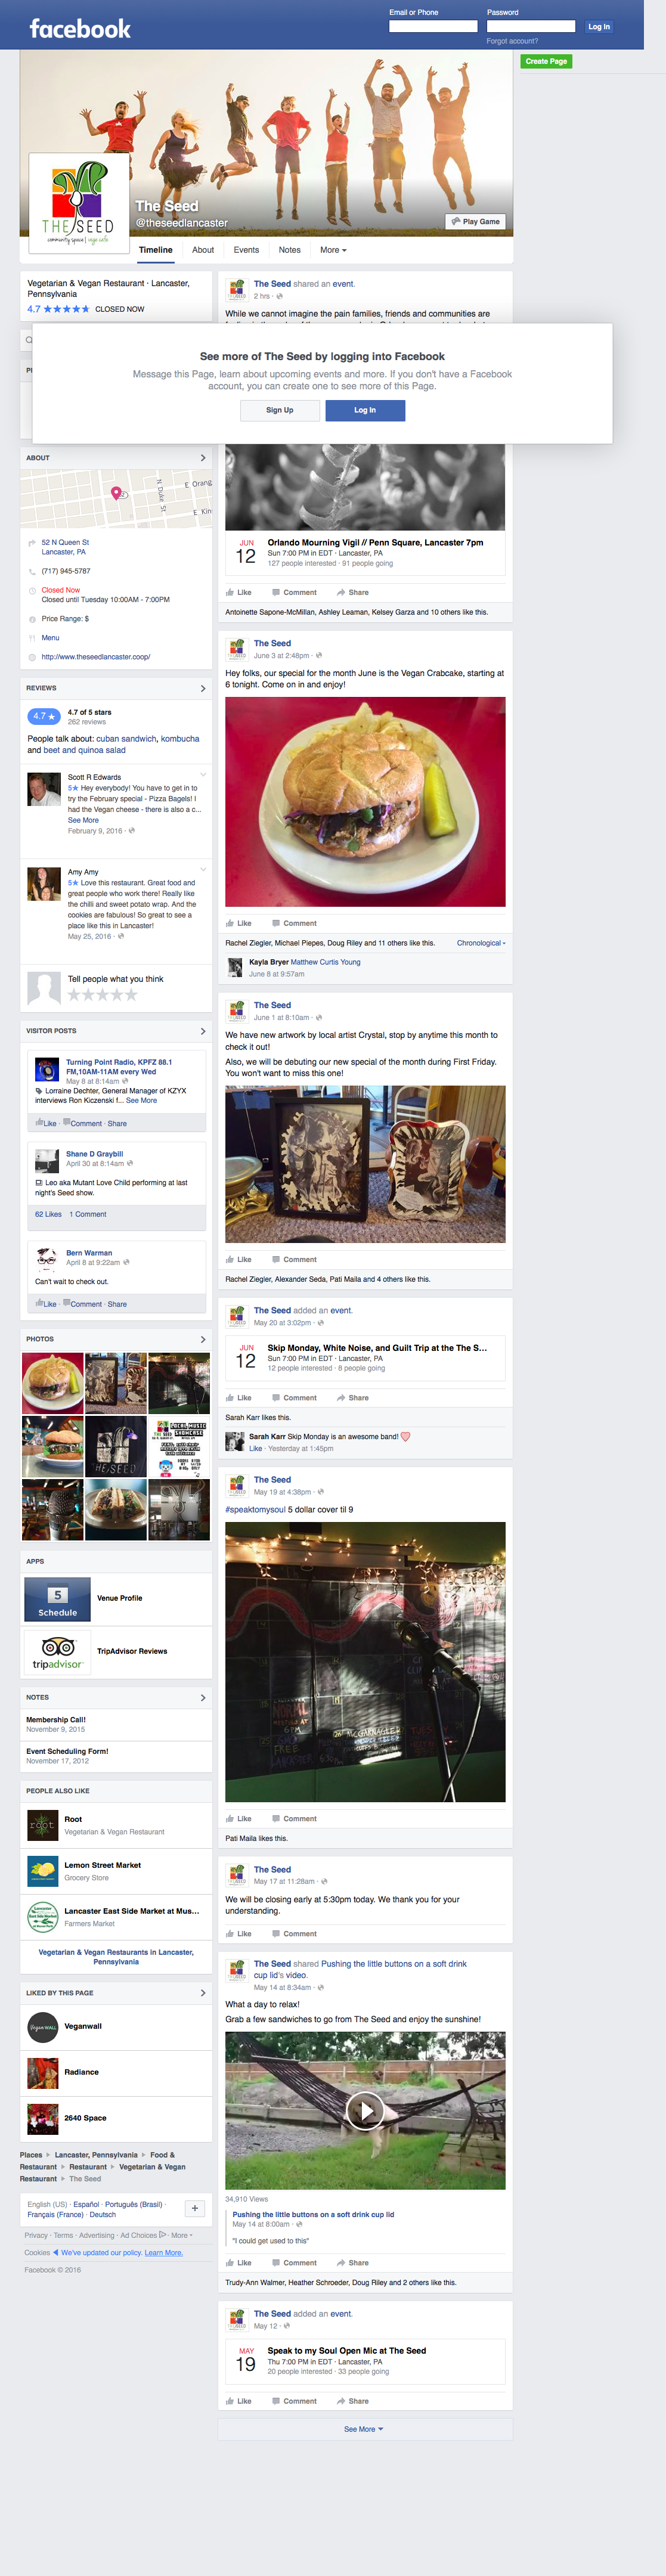 facebook
Email or Phone
Password
Log In
Forgot account?
Create Page
THE SEED
community space | vege cafe
The Seed
@theseedlancaster
Play Game
Timeline
About
Events
Notes
More
Vegetarian & Vegan Restaurant · Lancaster,
Pennsylvania
4.7 ★★★★★ CLOSED NOW
The Seed shared an event.
2 hrs ·
While we cannot imagine the pain families, friends and communities are
See more of The Seed by logging into Facebook
Message this Page, learn about upcoming events and more. If you don't have a Facebook
account, you can create one to see more of this Page.
Sign Up
Log In
ABOUT
N Duke St
E Orang
E Kin
52 N Queen St
Lancaster, PA
(717) 945-5787
Closed Now
Closed until Tuesday 10:00AM - 7:00PM
Price Range: $
Menu
http://www.theseedlancaster.coop/
REVIEWS
4.7 ★
4.7 of 5 stars
262 reviews
People talk about: cuban sandwich, kombucha
and beet and quinoa salad
Scott R Edwards
5★ Hey everybody! You have to get in to
try the February special - Pizza Bagels! I
had the Vegan cheese - there is also a c...
See More
February 9, 2016 ·
Amy Amy
5★ Love this restaurant. Great food and
great people who work there! Really like
the chilli and sweet potato wrap. And the
cookies are fabulous! So great to see a
place like this in Lancaster!
May 25, 2016 ·
Tell people what you think
VISITOR POSTS
Turning Point Radio, KPFZ 88.1
FM,10AM-11AM every Wed
May 8 at 8:14am
Lorraine Dechter, General Manager of KZYX
interviews Ron Kiczenski f... See More
Like · Comment · Share
Shane D Graybill
April 30 at 8:14am
Leo aka Mutant Love Child performing at last
night's Seed show.
62 Likes 1 Comment
Bern Warman
April 8 at 9:22am
Can't wait to check out.
Like · Comment · Share
PHOTOS
LOCAL MUSIC
SHOWCASE
THE SEED
APPS
5
Schedule
Venue Profile
tripadvisor
TripAdvisor Reviews
NOTES
Membership Call!
November 9, 2015
Event Scheduling Form!
November 17, 2012
PEOPLE ALSO LIKE
root
Root
Vegetarian & Vegan Restaurant
Lemon Street Market
Grocery Store
Lancaster East Side Market at Mus...
Farmers Market
Vegetarian & Vegan Restaurants in Lancaster,
Pennsylvania
LIKED BY THIS PAGE
Vegan WALL
Veganwall
Radiance
2640 Space
Places Lancaster, Pennsylvania Food &
Restaurant Restaurant Vegetarian & Vegan
Restaurant The Seed
English (US) · Español · Português (Brasil) ·
Français (France) · Deutsch
+
Privacy · Terms · Advertising · Ad Choices · More
Cookies We've updated our policy. Learn More.
Facebook © 2016
JUN
12
Orlando Mourning Vigil // Penn Square, Lancaster 7pm
Sun 7:00 PM in EDT · Lancaster, PA
127 people interested · 91 people going
Like Comment Share
Antoinette Sapone-McMillan, Ashley Leaman, Kelsey Garza and 10 others like this.
The Seed
June 3 at 2:48pm ·
Hey folks, our special for the month June is the Vegan Crabcake, starting at
6 tonight. Come on in and enjoy!
Like Comment
Rachel Ziegler, Michael Piepes, Doug Riley and 11 others like this.
Chronological
Kayla Bryer Matthew Curtis Young
June 8 at 9:57am
The Seed
June 1 at 8:10am ·
We have new artwork by local artist Crystal, stop by anytime this month to
check it out!
Also, we will be debuting our new special of the month during First Friday.
You won't want to miss this one!
Like Comment
Rachel Ziegler, Alexander Seda, Pati Maila and 4 others like this.
The Seed added an event.
May 20 at 3:02pm ·
JUN
12
Skip Monday, White Noise, and Guilt Trip at the The S...
Sun 7:00 PM in EDT · Lancaster, PA
12 people interested · 8 people going
Like Comment Share
Sarah Karr likes this.
Sarah Karr Skip Monday is an awesome band!
Like · Yesterday at 1:45pm
The Seed
May 19 at 4:38pm ·
#speaktomysoul 5 dollar cover til 9
Like Comment
Pati Maila likes this.
The Seed
May 17 at 11:28am ·
We will be closing early at 5:30pm today. We thank you for your
understanding.
Like Comment
The Seed shared Pushing the little buttons on a soft drink
cup lid's video.
May 14 at 8:34am ·
What a day to relax!
Grab a few sandwiches to go from The Seed and enjoy the sunshine!
34,910 Views
Pushing the little buttons on a soft drink cup lid
May 14 at 8:00am ·
"I could get used to this"
Like Comment Share
Trudy-Ann Walmer, Heather Schroeder, Doug Riley and 2 others like this.
The Seed added an event.
May 12 ·
MAY
19
Speak to my Soul Open Mic at The Seed
Thu 7:00 PM in EDT · Lancaster, PA
20 people interested · 33 people going
Like Comment Share
See More